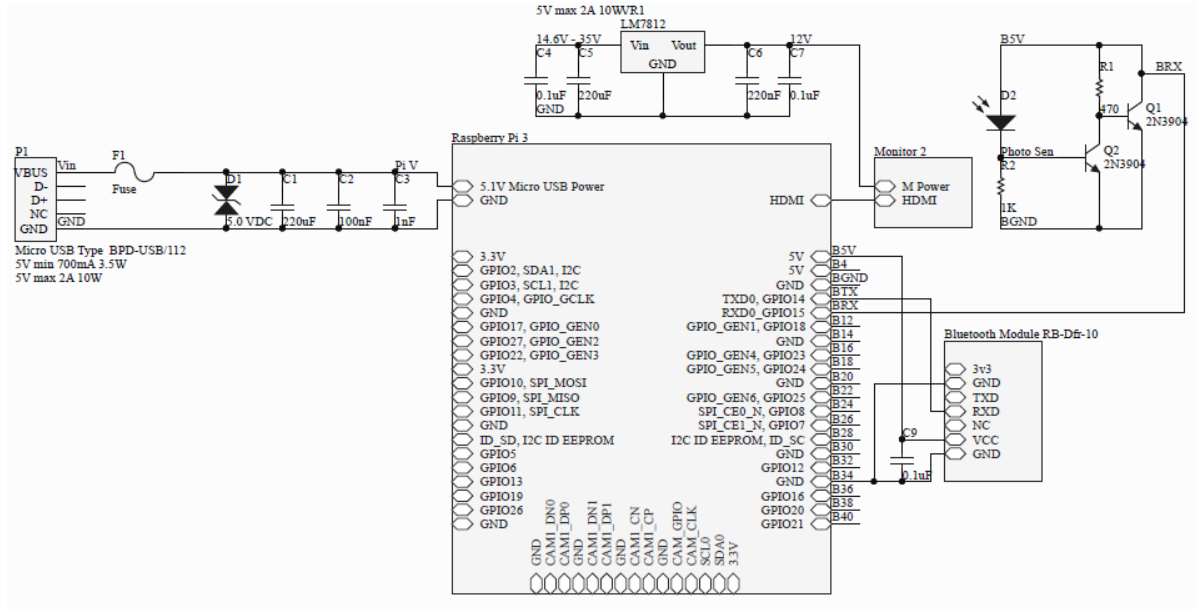 5V max 2A 10WVR1
LM7812
14.6V - 35V
C4
C5
Vin
Vout
GND
C6
12V
C7
0.1uF
220uF
220nF
0.1uF
GND
B5V
R1
BRX
D2
470
Q1
2N3904
Photo Sen
Q2
2N3904
R2
1K
BGND
P1
VBUS
D-
D+
NC
GND
Vin
GND
F1
Fuse
D1
5.0 VDC
C1
220uF
C2
100nF
C3
1nF
Pi V
Micro USB Type BPD-USB/112
5V min 700mA 3.5W
5V max 2A 10W
Raspberry Pi 3
5.1V Micro USB Power
GND
HDMI
Monitor 2
M Power
HDMI
3.3V
GPIO2, SDA1, I2C
GPIO3, SCL1, I2C
GPIO4, GPIO_GCLK
GND
GPIO17, GPIO_GEN0
GPIO27, GPIO_GEN2
GPIO22, GPIO_GEN3
3.3V
GPIO10, SPI_MOSI
GPIO9, SPI_MISO
GPIO11, SPI_CLK
GND
ID_SD, I2C ID EEPROM
GPIO5
GPIO6
GPIO13
GPIO19
GPIO26
GND
5V
5V
GND
TXD0, GPIO14
RXD0_GPIO15
GPIO_GEN1, GPIO18
GND
GPIO_GEN4, GPIO23
GPIO_GEN5, GPIO24
GND
GPIO_GEN6, GPIO25
SPI_CE0_N, GPIO8
SPI_CE1_N, GPIO7
I2C ID EEPROM, ID_SC
GND
GPIO12
GND
GPIO16
GPIO20
GPIO21
B5V
B4
BGND
BTX
BRX
B12
B14
B16
B18
B20
B22
B24
B26
B28
B30
B32
B34
B36
B38
B40
C9
0.1uF
Bluetooth Module RB-Dfr-10
3v3
GND
TXD
RXD
NC
VCC
GND
GND
CAM1_DN0
CAM1_DP0
GND
CAM1_DN1
CAM1_DP1
GND
CAM1_CN
CAM1_CP
GND
CAM_GPIO
CAM_CLK
SCL0
SDA0
3.3V